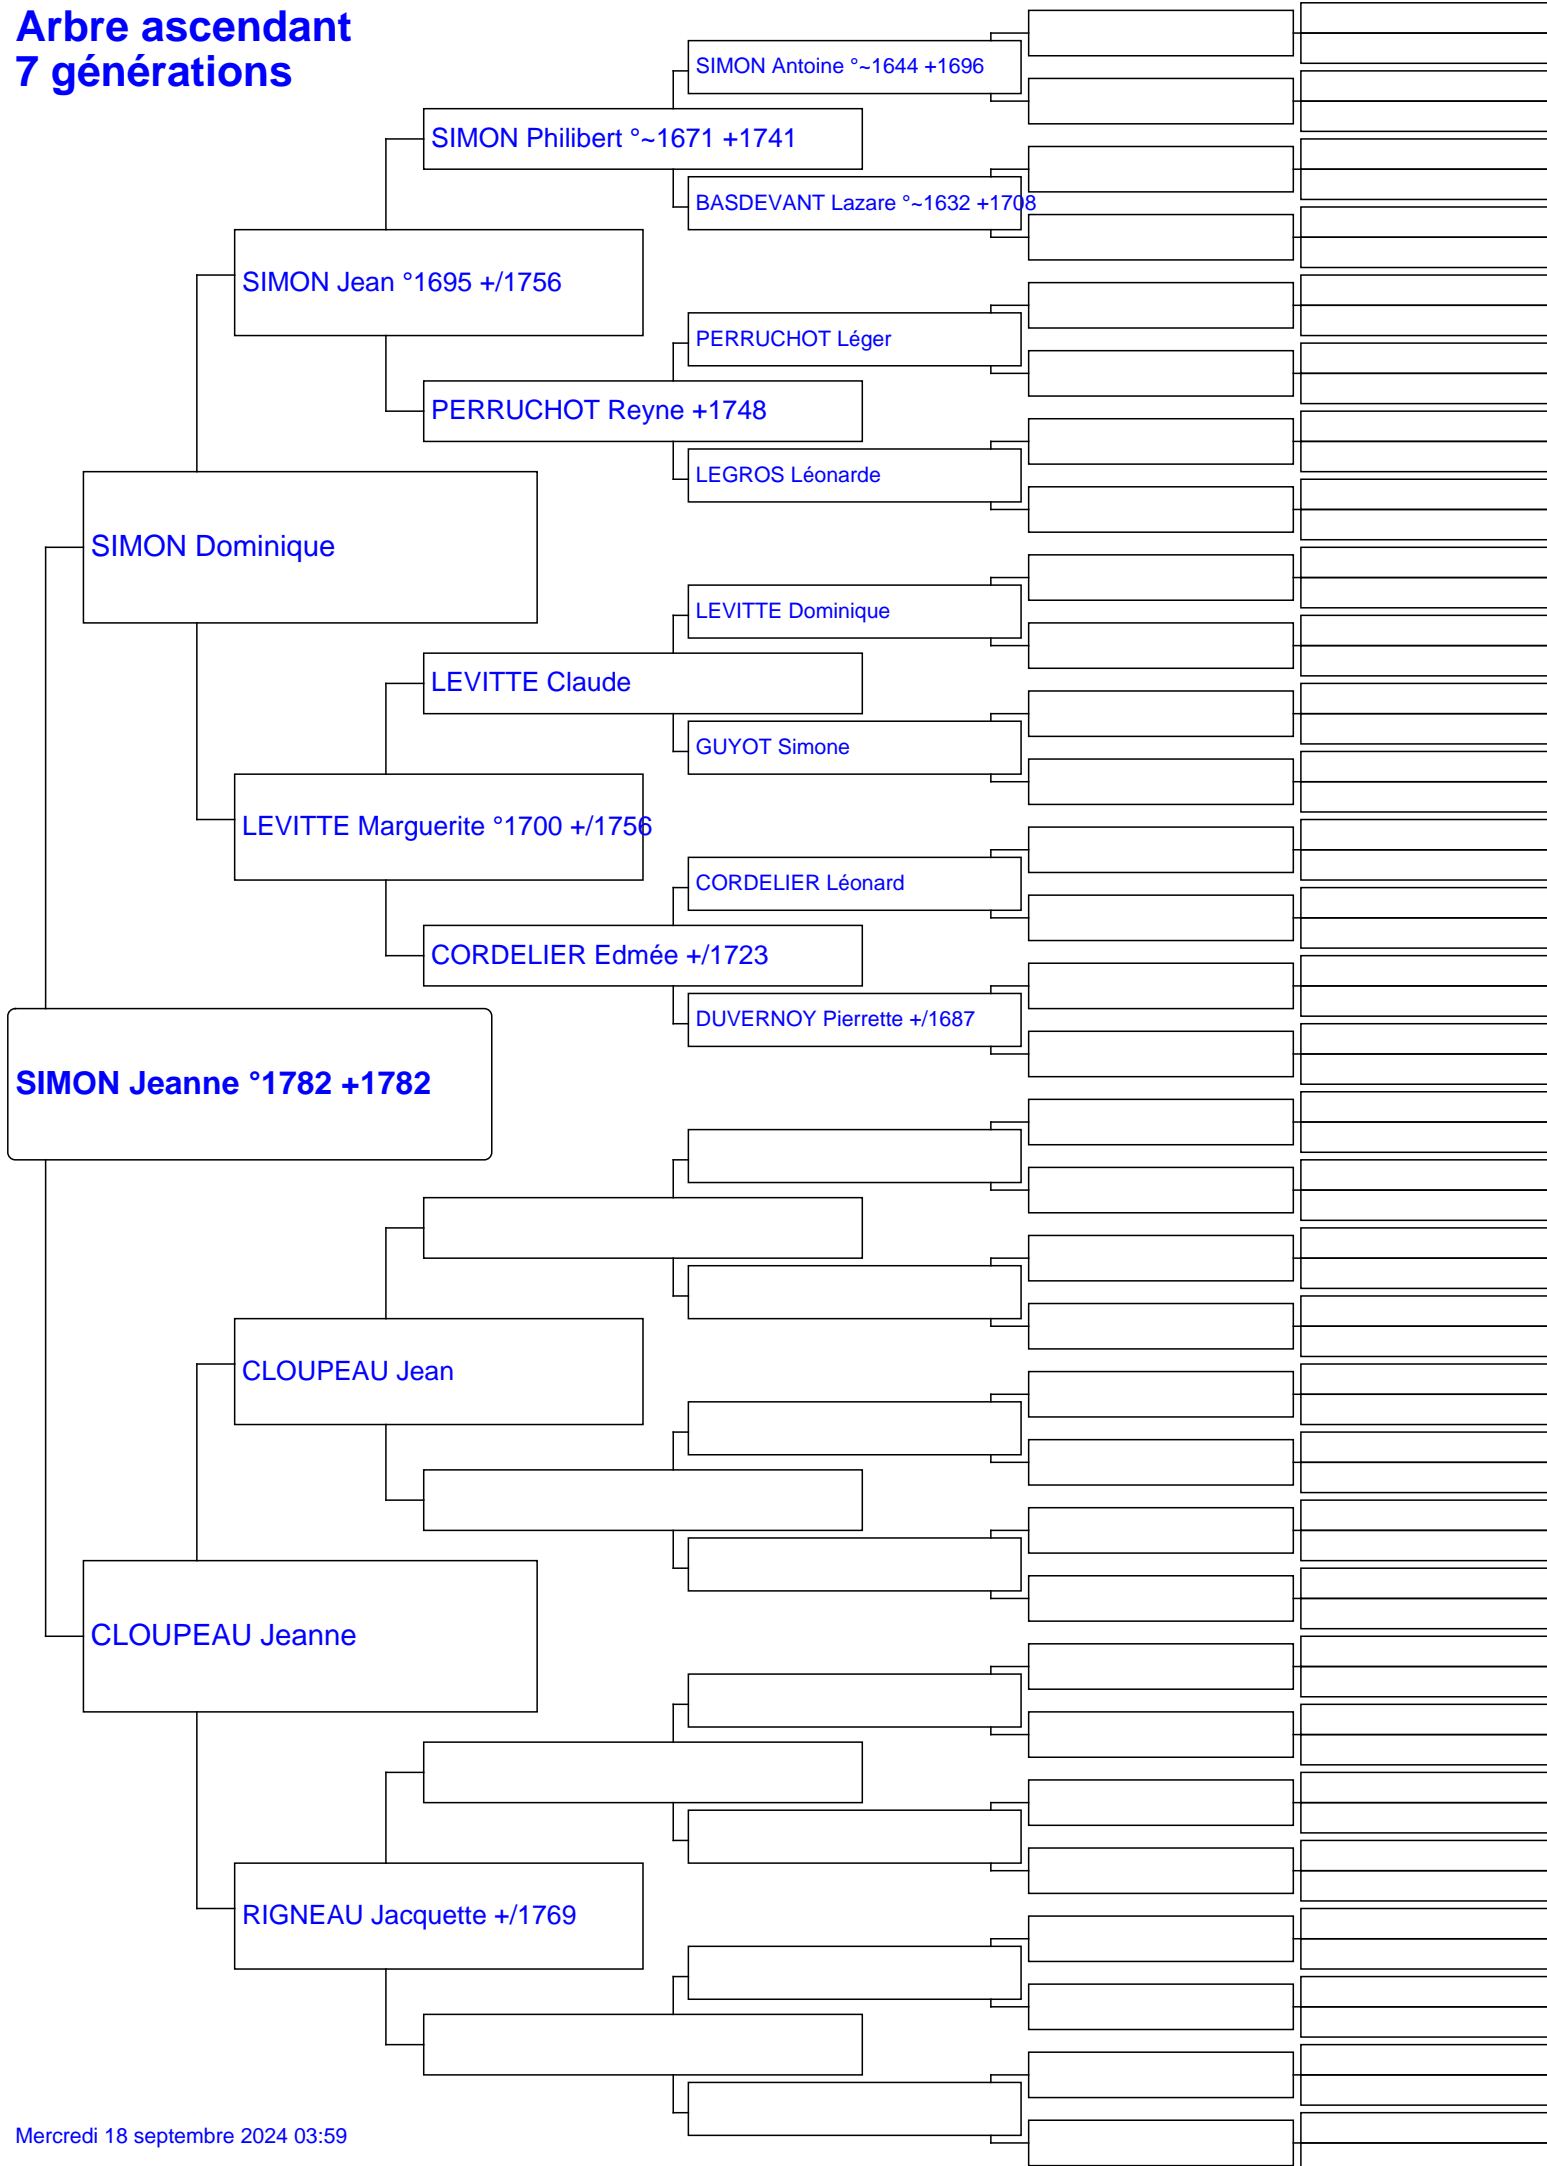 Arbre ascendant
7 générations
SIMON Antoine °~1644 +1696
SIMON Philibert °~1671 +1741
BASDEVANT Lazare °~1632 +1708
SIMON Jean °1695 +/1756
PERRUCHOT Léger
PERRUCHOT Reyne +1748
LEGROS Léonarde
SIMON Dominique
LEVITTE Dominique
LEVITTE Claude
GUYOT Simone
LEVITTE Marguerite °1700 +/1756
CORDELIER Léonard
CORDELIER Edmée +/1723
DUVERNOY Pierrette +/1687
SIMON Jeanne °1782 +1782
CLOUPEAU Jean
CLOUPEAU Jeanne
RIGNEAU Jacquette +/1769
Mercredi 18 septembre 2024 03:59